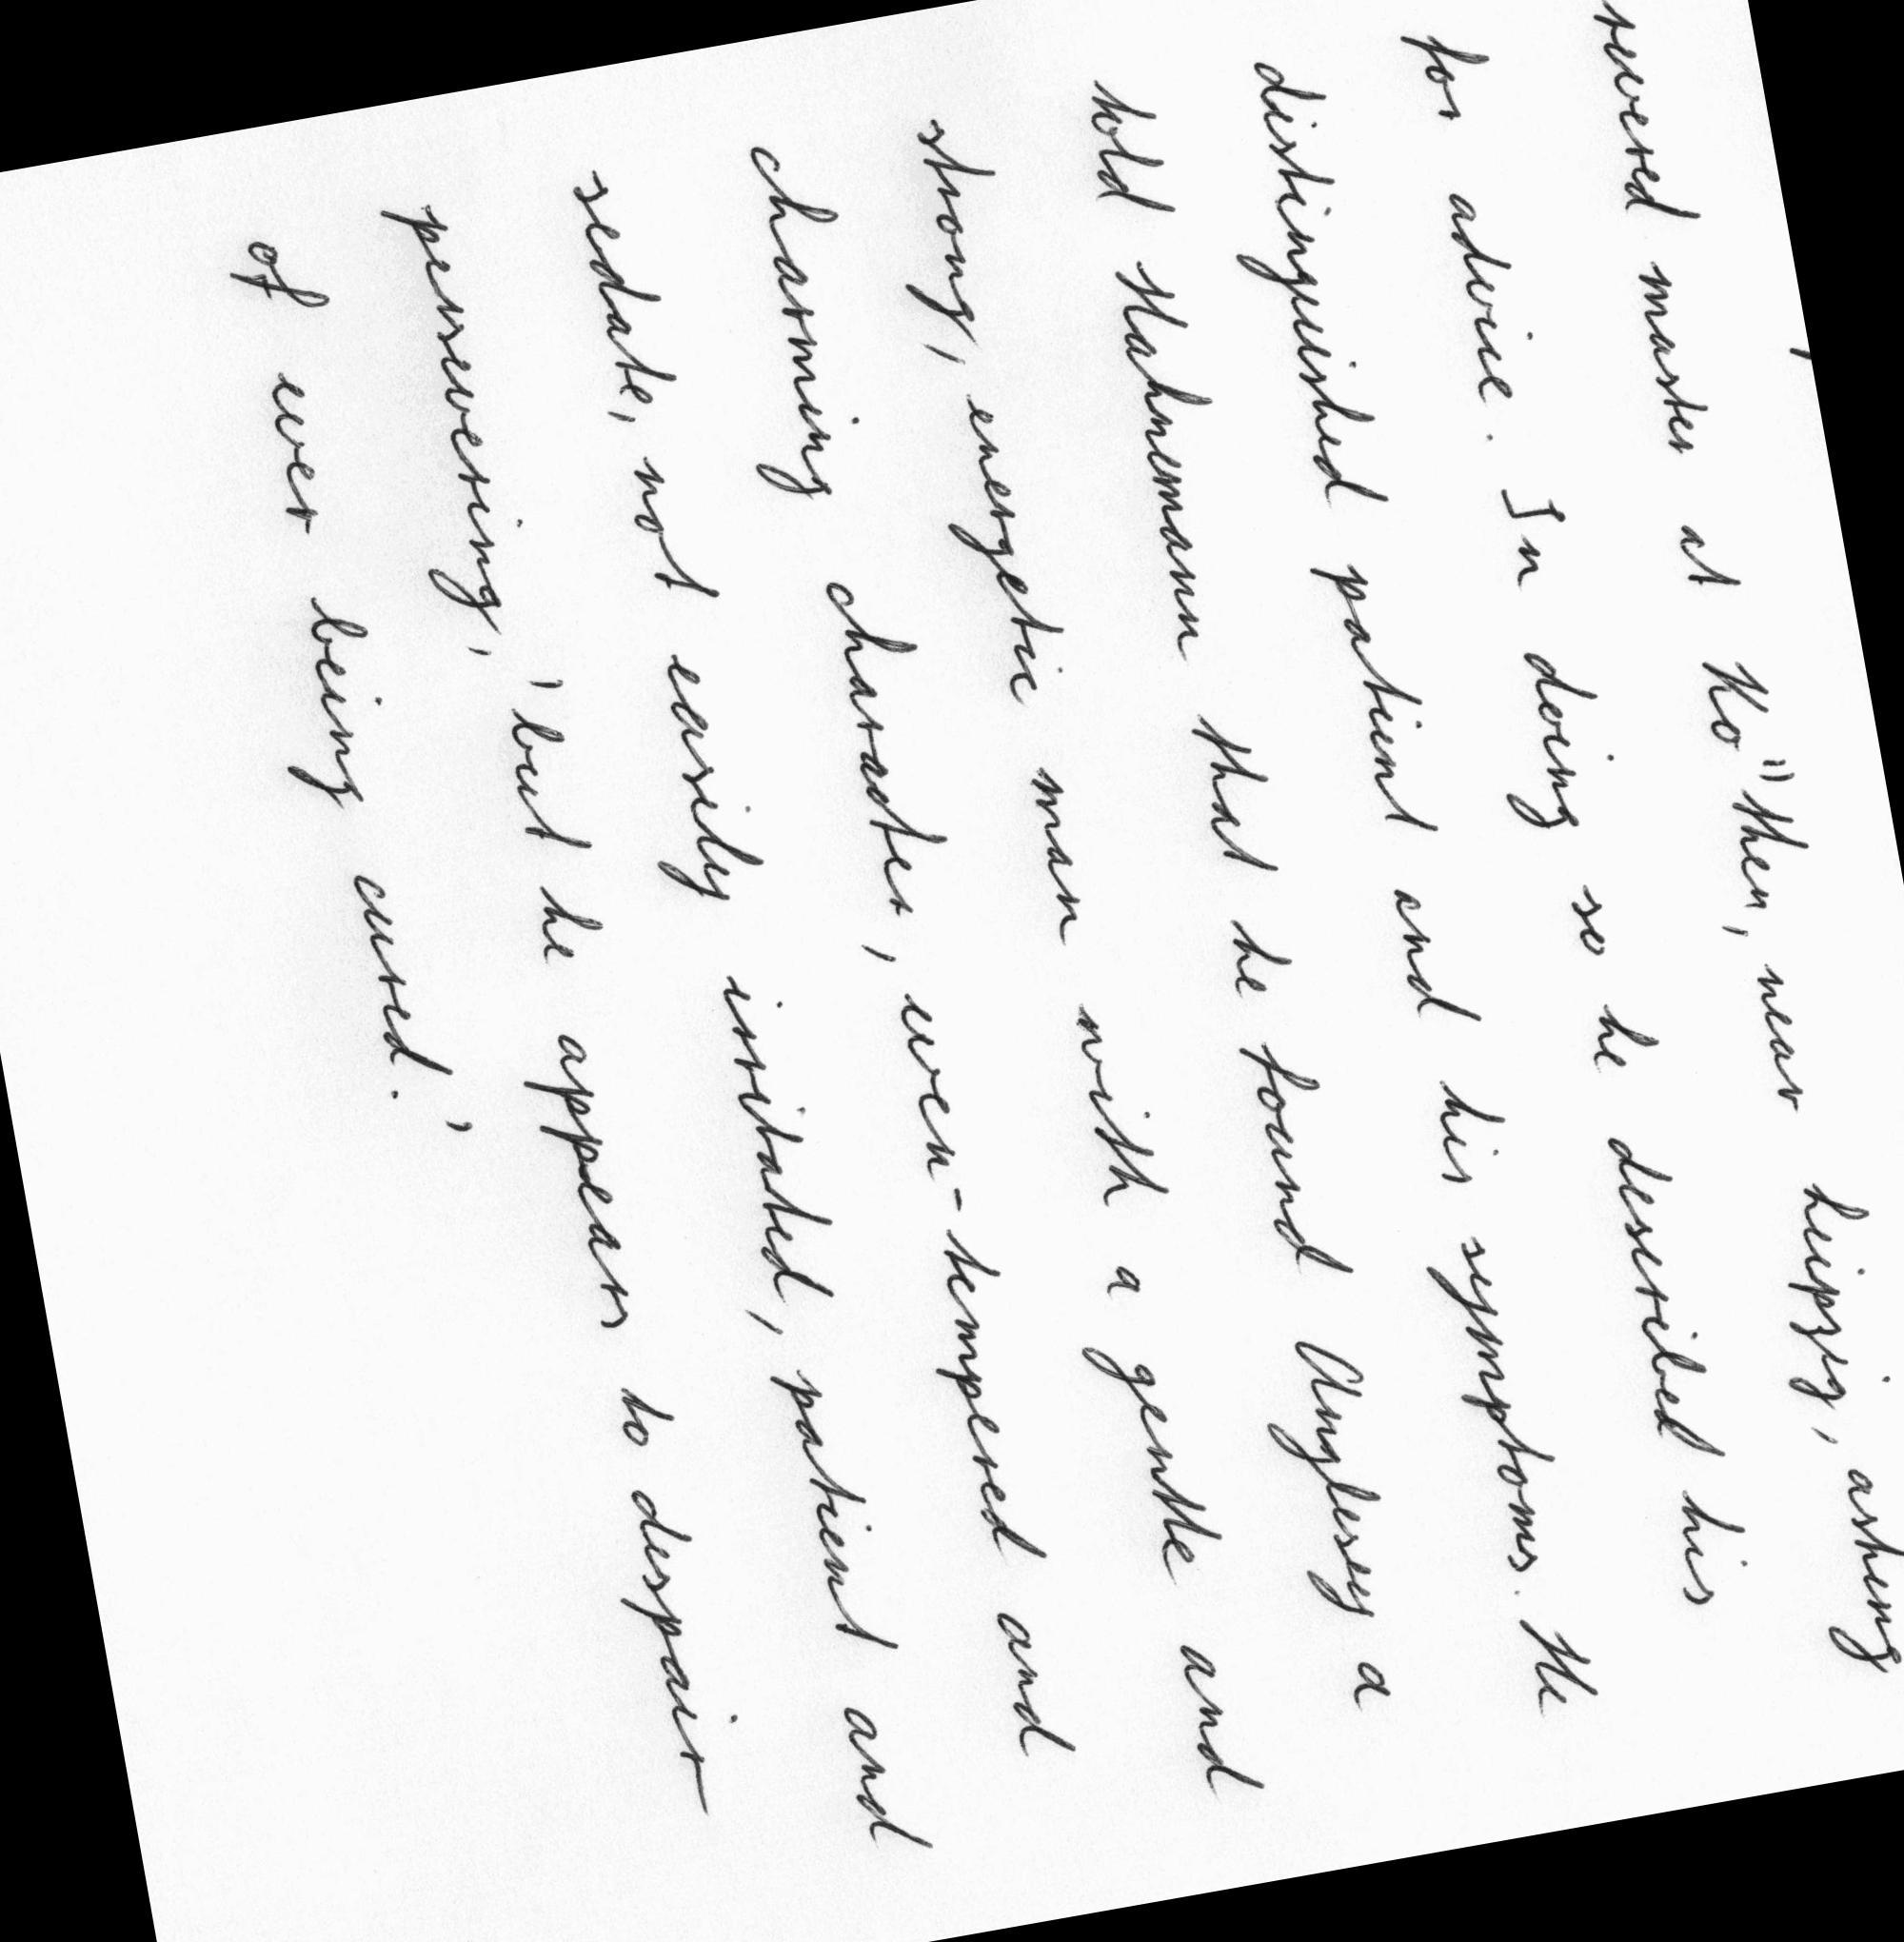 revered master at Kö then, near Leipzig, asking
for advice. In doing so he described his
distinguished patient and his symptoms. He
told Hahnemann that he found Anglesey a
strong, energetic man with a gentle and
charming character, even-tempered and
sedate, not easily irritated, patient and
persevering, 'but he appears to despair
of ever being cured.'